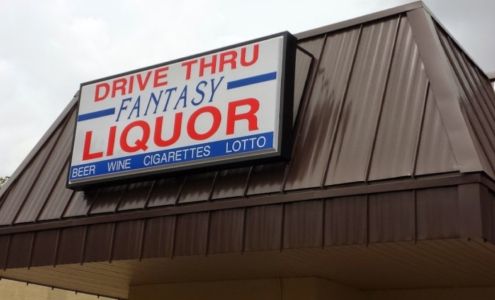 DRIVE THRU
FANTASY
LIQUOR
BEER WINE CIGARETTES LOTTO